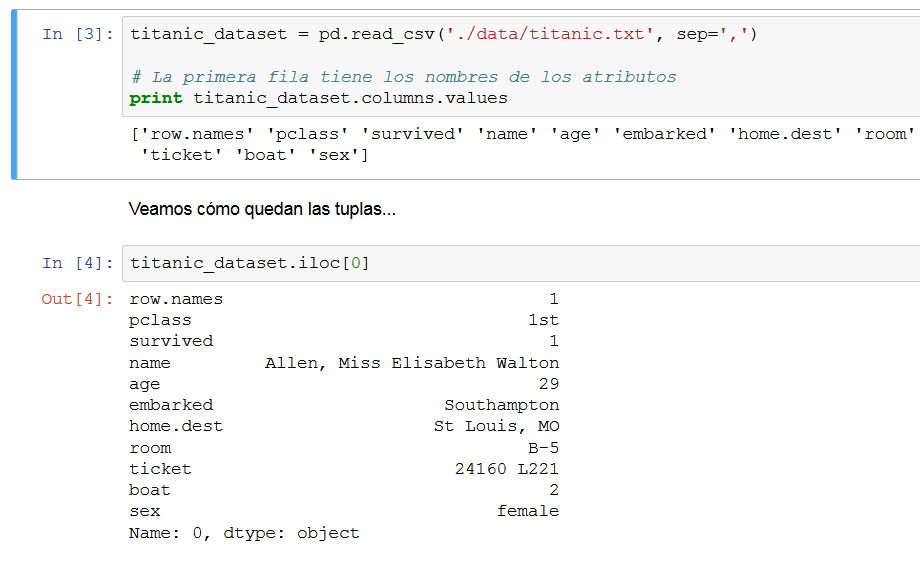 In [3]: titanic_dataset = pd.read_csv('./data/titanic.txt', sep=',')
# La primera fila tiene los nombres de los atributos
print titanic_dataset.columns.values
['row.names' 'pclass' 'survived' 'name' 'age' 'embarked' 'home.dest' 'room'
'ticket' 'boat' 'sex']
Veamos cómo quedan las tuplas...
In [4]: titanic_dataset.iloc[0]
Out[4]: row.names 1
pclass 1st
survived 1
name Allen, Miss Elisabeth Walton
age 29
embarked Southampton
home.dest St Louis, MO
room B-5
ticket 24160 L221
boat 2
sex female
Name: 0, dtype: object